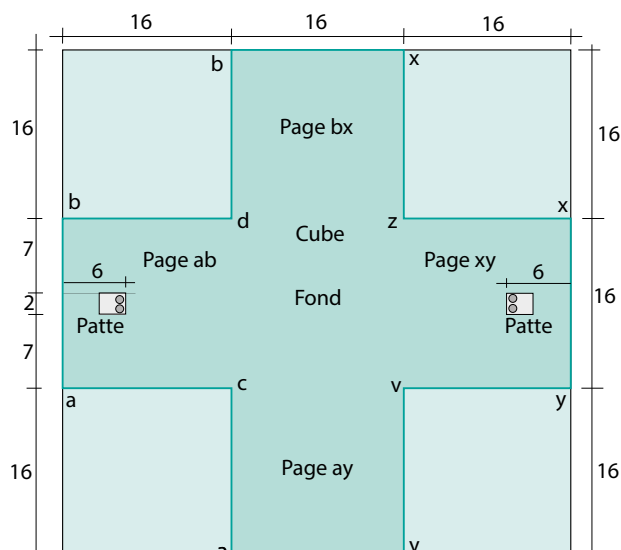 16 16 16
b x
16 Page bx 16
b x
d z
Cube
7 Page ab Page xy
6 6
2 Fond 16
Patte Patte
7
c v
a y
16 Page ay 16
a y